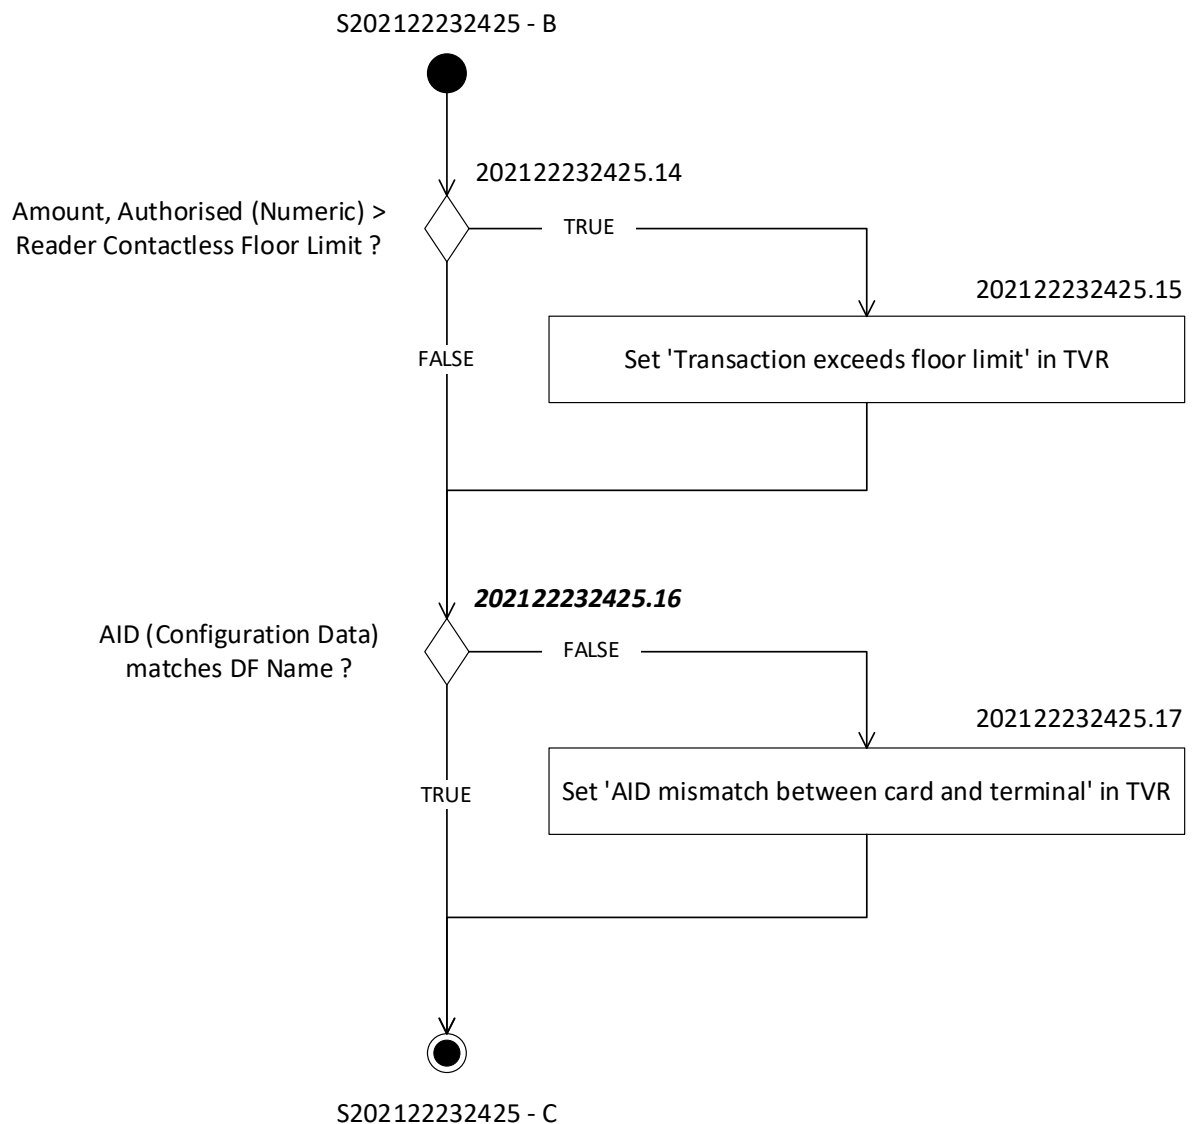 S202122232425 - B
202122232425.14
Amount, Authorised (Numeric) >
Reader Contactless Floor Limit ?
TRUE
202122232425.15
Set 'Transaction exceeds floor limit' in TVR
FALSE
202122232425.16
AID (Configuration Data)
matches DF Name ?
FALSE
202122232425.17
Set 'AID mismatch between card and terminal' in TVR
TRUE
S202122232425 - C